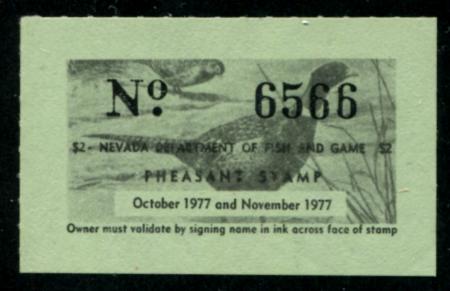 Nº 6566
$2 - NEVADA DEPARTMENT OF FISH AND GAME $2
PHEASANT STAMP
October 1977 and November 1977
Owner must validate by signing name in ink across face of stamp